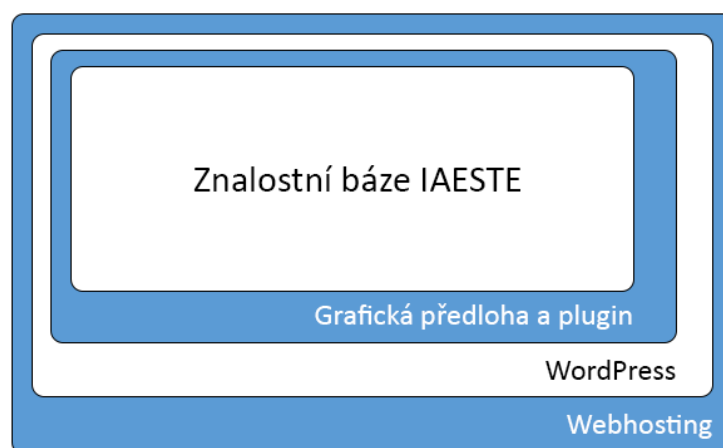 Znalostní báze IAESTE
Grafická předloha a plugin
WordPress
Webhosting